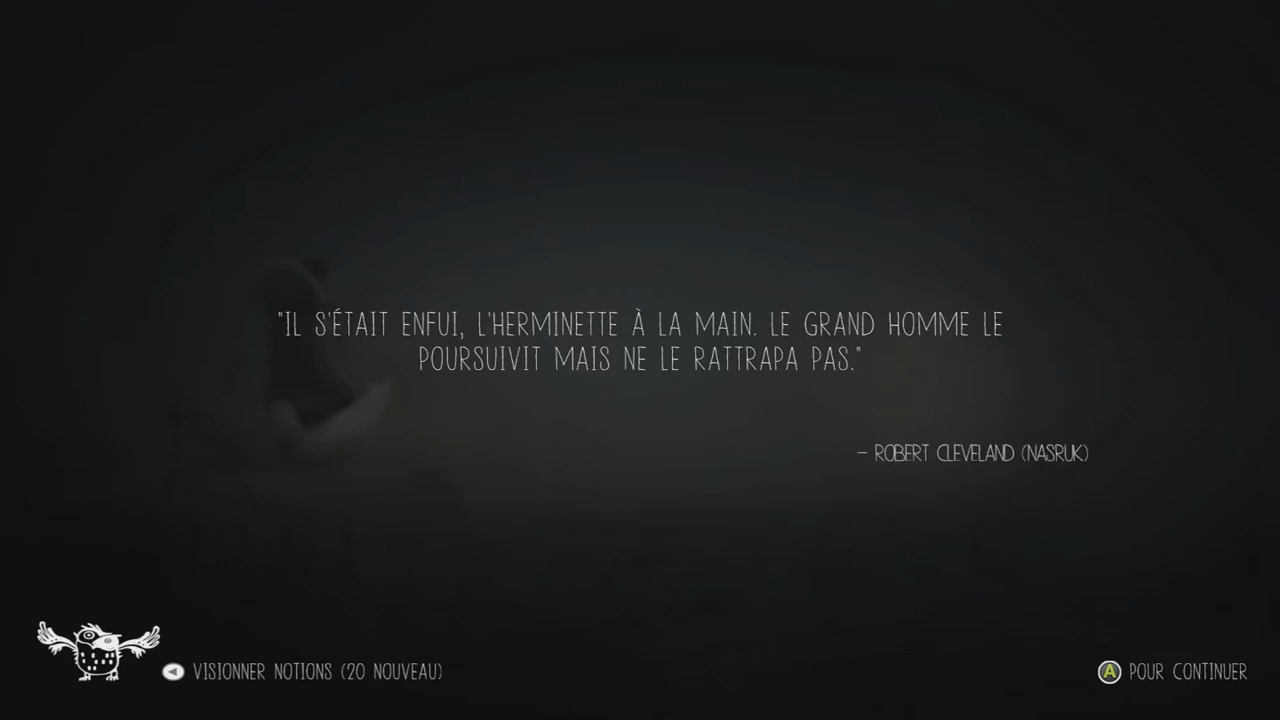 "IL S'ÉTAIT ENFUI, L'HERMINETTE À LA MAIN. LE GRAND HOMME LE
POURSUIVIT MAIS NE LE RATTRAPA PAS."
– ROBERT CLEVELAND (NASRUK)
VISIONNER NOTIONS (20 NOUVEAU)
A POUR CONTINUER